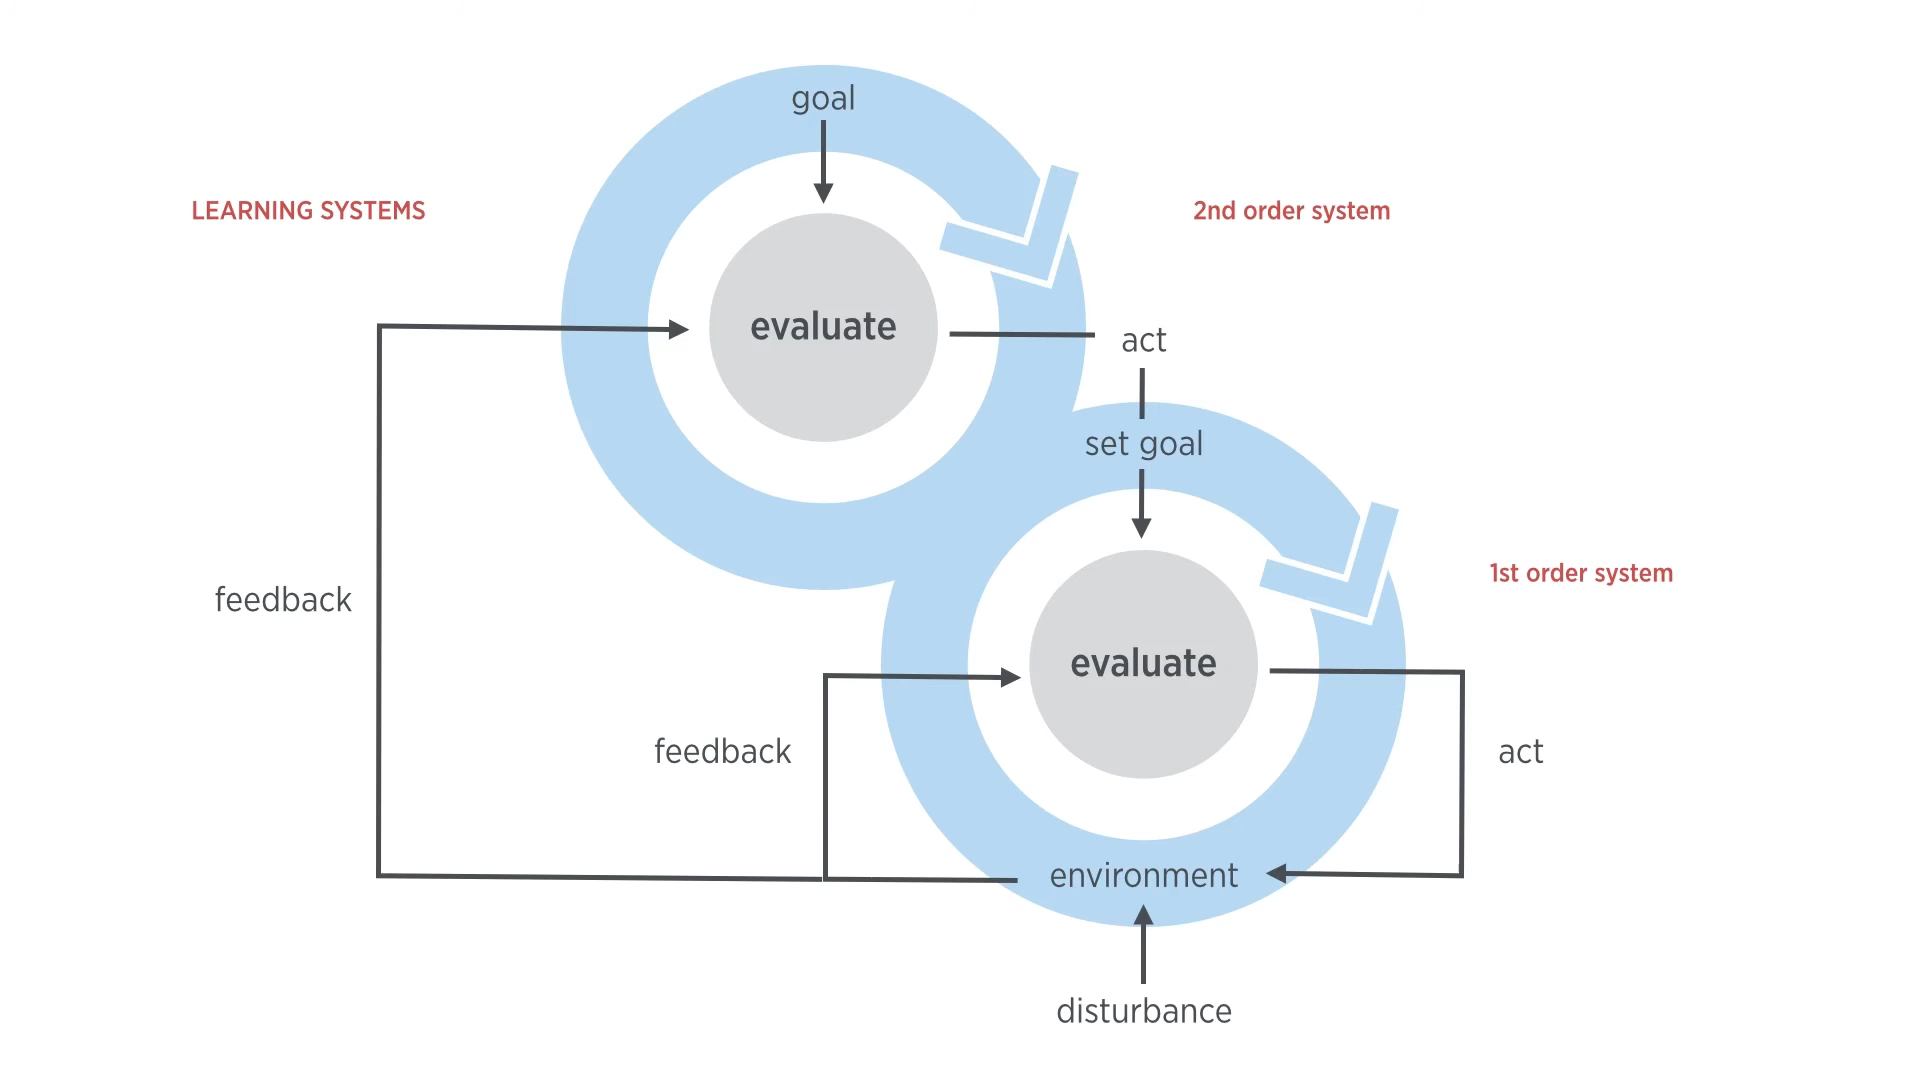 goal
LEARNING SYSTEMS
2nd order system
evaluate
act
set goal
1st order system
feedback
evaluate
feedback
act
environment
disturbance